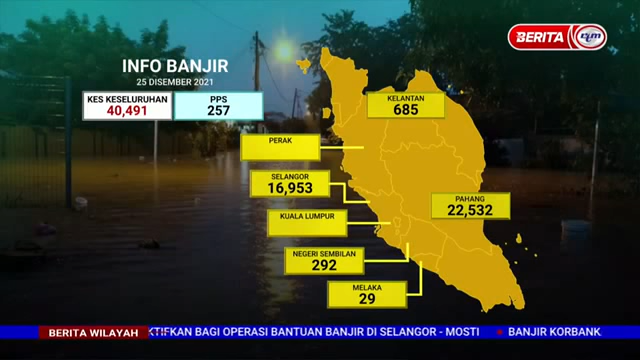 BERITA rtm
INFO BANJIR
25 DISEMBER 2021
KES KESELURUHAN
40,491
PPS
257
KELANTAN
685
PERAK
SELANGOR
16,953
PAHANG
22,532
KUALA LUMPUR
NEGERI SEMBILAN
292
MELAKA
29
BERITA WILAYAH KTIFKAN BAGI OPERASI BANTUAN BANJIR DI SELANGOR - MOSTI BANJIR KORBANK